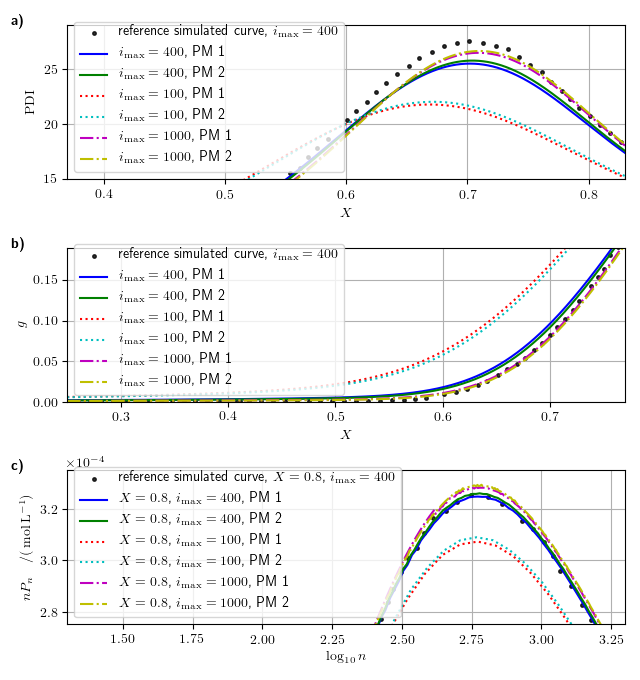 a)
reference simulated curve, i_max = 400
i_max = 400, PM 1
i_max = 400, PM 2
i_max = 100, PM 1
i_max = 100, PM 2
i_max = 1000, PM 1
i_max = 1000, PM 2
25
20
15
PDI
0.4 0.5 0.6 0.7 0.8
X
b)
reference simulated curve, i_max = 400
i_max = 400, PM 1
i_max = 400, PM 2
i_max = 100, PM 1
i_max = 100, PM 2
i_max = 1000, PM 1
i_max = 1000, PM 2
0.15
0.10
0.05
0.00
g
0.3 0.4 0.5 0.6 0.7
X
c)
×10⁻⁴
reference simulated curve, X = 0.8, i_max = 400
X = 0.8, i_max = 400, PM 1
X = 0.8, i_max = 400, PM 2
X = 0.8, i_max = 100, PM 1
X = 0.8, i_max = 100, PM 2
X = 0.8, i_max = 1000, PM 1
X = 0.8, i_max = 1000, PM 2
3.2
3.0
2.8
nP_n /(mol L⁻¹)
1.50 1.75 2.00 2.25 2.50 2.75 3.00 3.25
log₁₀ n